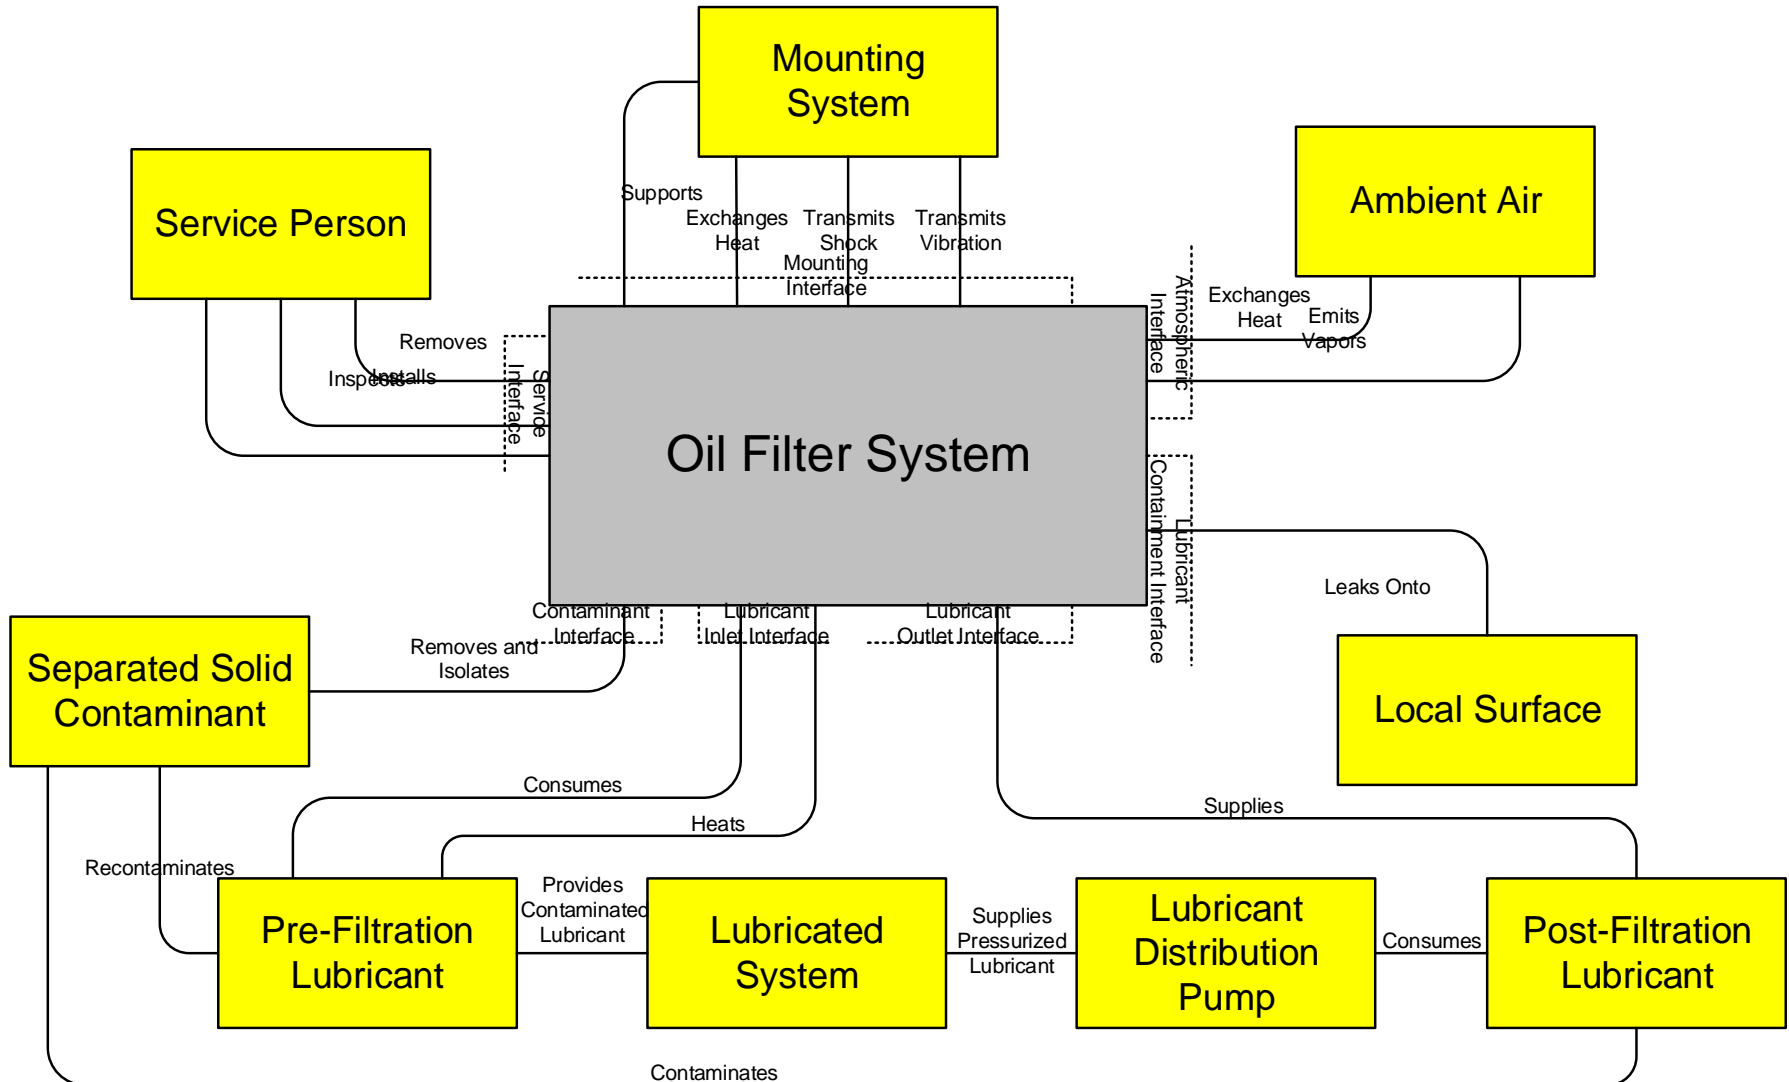 Mounting
System
Service Person
Ambient Air
Supports
Exchanges
Heat
Transmits
Shock
Transmits
Vibration
Mounting
Interface
Atmospheric
Interface
Exchanges
Heat
Emits
Vapors
Removes
Inspects
Installs
Service
Interface
Oil Filter System
Lubricant
Containment Interface
Leaks Onto
Contaminant
Interface
Lubricant
Inlet Interface
Lubricant
Outlet Interface
Removes and
Isolates
Separated Solid
Contaminant
Local Surface
Consumes
Supplies
Heats
Recontaminates
Provides
Contaminated
Lubricant
Supplies
Pressurized
Lubricant
Consumes
Pre-Filtration
Lubricant
Lubricated
System
Lubricant
Distribution
Pump
Post-Filtration
Lubricant
Contaminates